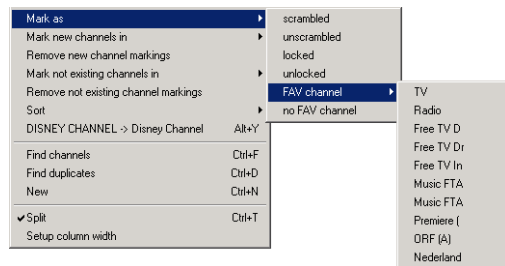 Mark as
Mark new channels in
Remove new channel markings
Mark not existing channels in
Remove not existing channel markings
Sort
DISNEY CHANNEL -> Disney Channel Alt+Y
Find channels Ctrl+F
Find duplicates Ctrl+D
New Ctrl+N
Split Ctrl+T
Setup column width
scrambled
unscrambled
locked
unlocked
FAV channel
no FAV channel
TV
Radio
Free TV D
Free TV Dr
Free TV In
Music FTA
Music FTA
Premiere (
ORF (A)
Nederland